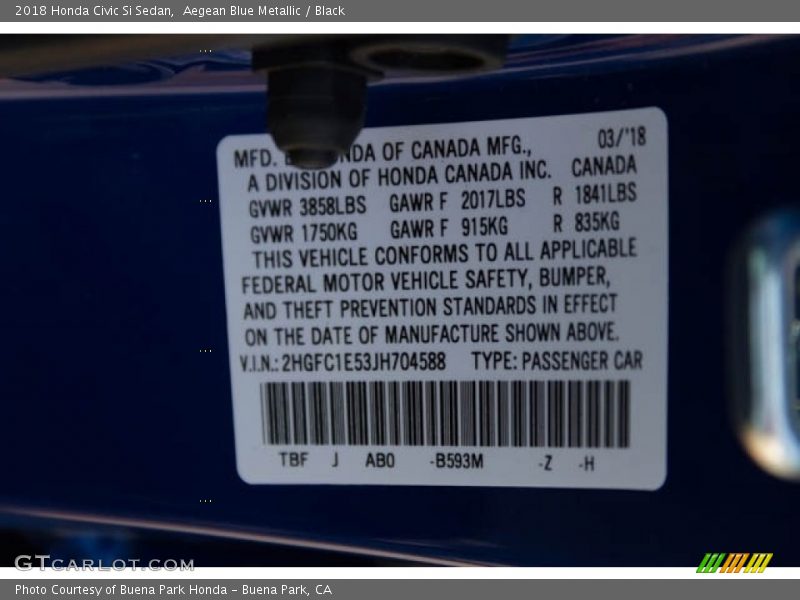 2018 Honda Civic Si Sedan,  Aegean Blue Metallic / Black
03/'18
MFD. NDA OF CANADA MFG.,
A DIVISION OF HONDA CANADA INC. CANADA
GVWR 3858LBS GAWR F 2017LBS R 1841LBS
GVWR 1750KG GAWR F 915KG R 835KG
THIS VEHICLE CONFORMS TO ALL APPLICABLE
FEDERAL MOTOR VEHICLE SAFETY, BUMPER,
AND THEFT PREVENTION STANDARDS IN EFFECT
ON THE DATE OF MANUFACTURE SHOWN ABOVE.
V.I.N.: 2HGFC1E53JH704588 TYPE: PASSENGER CAR
TBF J AB0 -B593M -Z -H
GTCARLOT.COM
Photo Courtesy of Buena Park Honda – Buena Park, CA